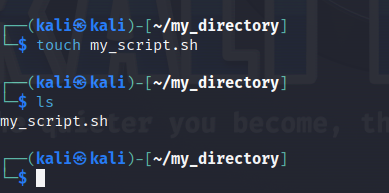 ┌──(kali㉿kali)-[~/my_directory]
└─$ touch my_script.sh
┌──(kali㉿kali)-[~/my_directory]
└─$ ls
my_script.sh
┌──(kali㉿kali)-[~/my_directory]
└─$